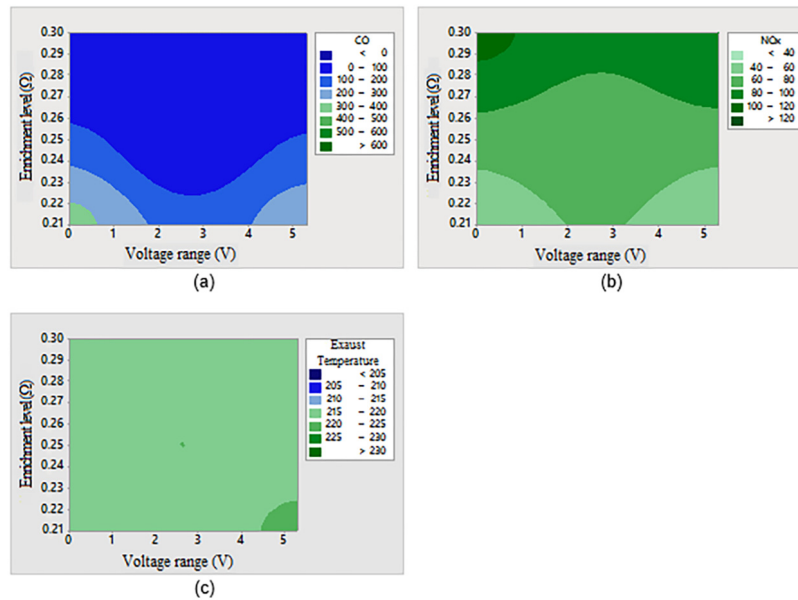 CO
< 0
0 – 100
100 – 200
200 – 300
300 – 400
400 – 500
500 – 600
> 600
0.30
0.29
0.28
0.27
0.26
0.25
0.24
0.23
0.22
0.21
Enrichment level (Ω)
0 1 2 3 4 5
Voltage range (V)
(a)
NOx
< 40
40 – 60
60 – 80
80 – 100
100 – 120
> 120
0.30
0.29
0.28
0.27
0.26
0.25
0.24
0.23
0.22
0.21
Enrichment level (Ω)
0 1 2 3 4 5
Voltage range (V)
(b)
Exaust
Temperature
< 205
205 – 210
210 – 215
215 – 220
220 – 225
225 – 230
> 230
0.30
0.29
0.28
0.27
0.26
0.25
0.24
0.23
0.22
0.21
Enrichment level (Ω)
0 1 2 3 4 5
Voltage range (V)
(c)